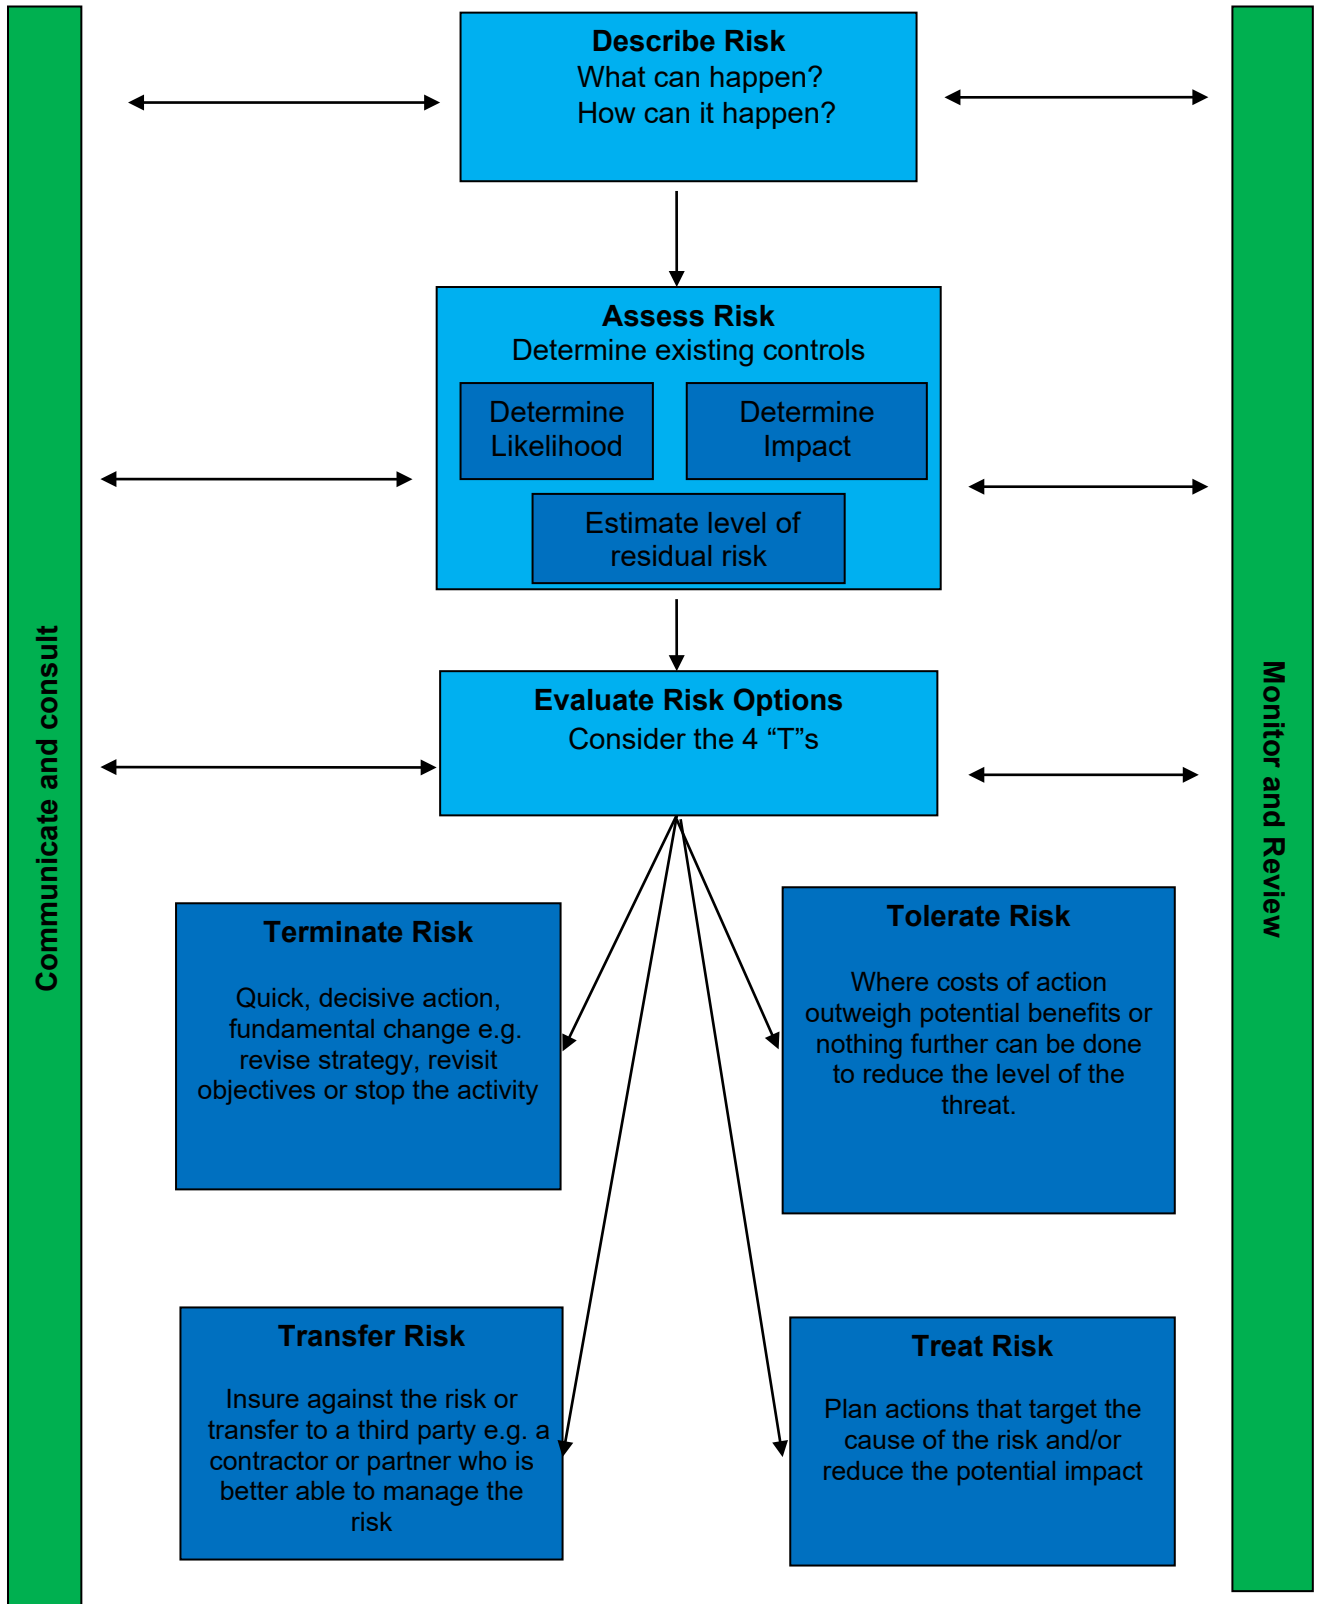 Describe Risk
What can happen?
How can it happen?
Assess Risk
Determine existing controls
Determine
Likelihood
Determine
Impact
Estimate level of
residual risk
Evaluate Risk Options
Consider the 4 “T”s
Communicate and consult
Monitor and Review
Terminate Risk
Quick, decisive action,
fundamental change e.g.
revise strategy, revisit
objectives or stop the activity
Tolerate Risk
Where costs of action
outweigh potential benefits or
nothing further can be done
to reduce the level of the
threat.
Transfer Risk
Insure against the risk or
transfer to a third party e.g. a
contractor or partner who is
better able to manage the
risk
Treat Risk
Plan actions that target the
cause of the risk and/or
reduce the potential impact